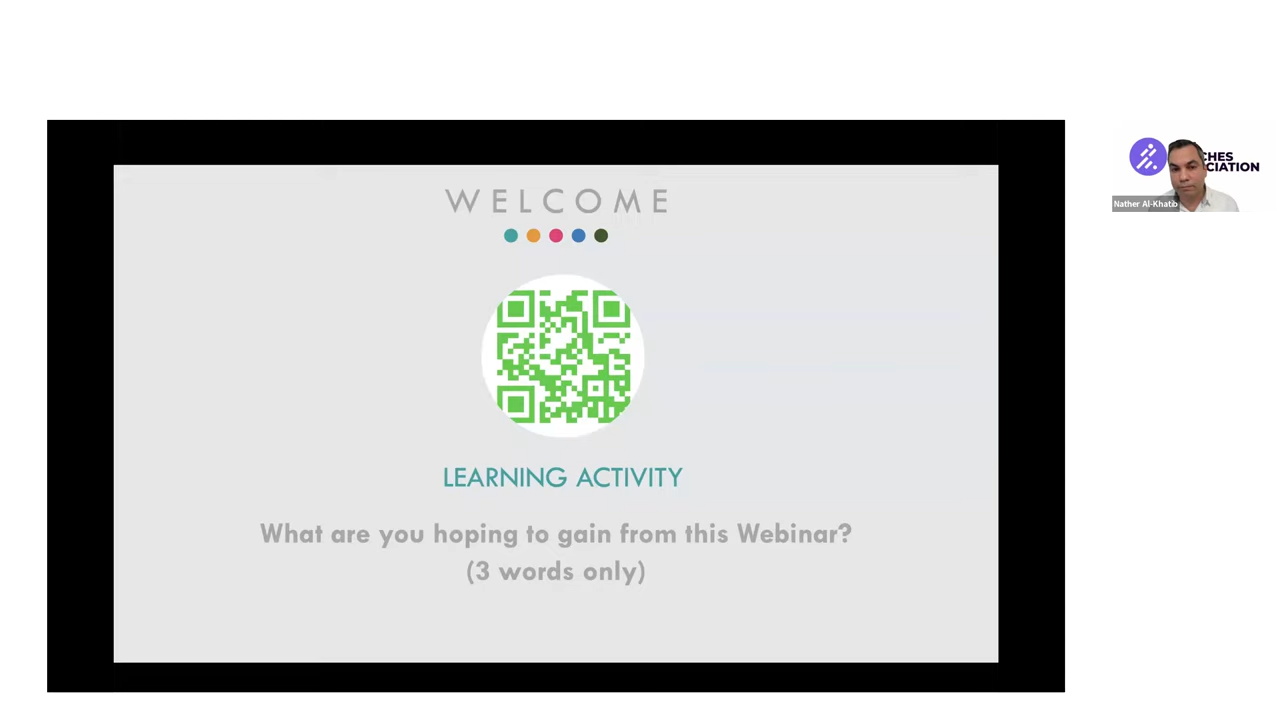 WELCOME
LEARNING ACTIVITY
What are you hoping to gain from this Webinar?
(3 words only)
CHES
CIATION
Nather Al-Khatib